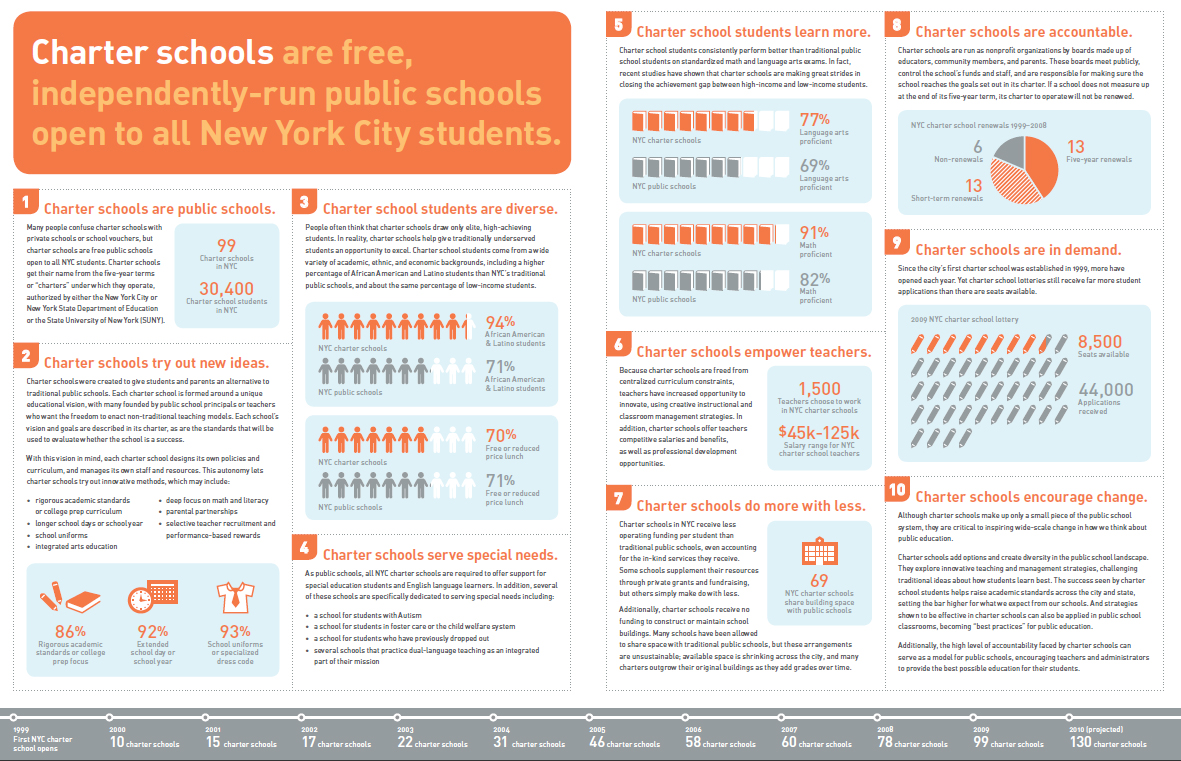 Charter schools are free,
independently-run public schools
open to all New York City students.
1
Charter schools are public schools.
Many people confuse charter schools with
private schools or school vouchers, but
charter schools are free public schools
open to all NYC students. Charter schools
get their name from the five-year terms
or “charters” under which they operate,
authorized by either the New York City or
New York State Department of Education
or the State University of New York (SUNY).
99
Charter schools
in NYC
30,400
Charter school students
in NYC
2
Charter schools try out new ideas.
Charter schools were created to give students and parents an alternative to
traditional public schools. Each charter school is formed around a unique
educational vision, with many founded by public school principals or teachers
who want the freedom to enact non-traditional teaching models. Each school’s
vision and goals are described in its charter, as are the standards that will be
used to evaluate whether the school is a success.
With this vision in mind, each charter school designs its own policies and
curriculum, and manages its own staff and resources. This autonomy lets
charter schools try out innovative methods, which may include:
• rigorous academic standards
or college prep curriculum
• longer school days or school year
• school uniforms
• integrated arts education
• deep focus on math and literacy
• parental partnerships
• selective teacher recruitment and
performance-based rewards
86%
Rigorous academic
standards or college
prep focus
92%
Extended
school day or
school year
93%
School uniforms
or specialized
dress code
3
Charter school students are diverse.
People often think that charter schools draw only elite, high-achieving
students. In reality, charter schools help give traditionally underserved
students an opportunity to excel. Charter school students come from a wide
variety of academic, ethnic, and economic backgrounds, including a higher
percentage of African American and Latino students than NYC’s traditional
public schools, and about the same percentage of low-income students.
94%
African American
& Latino students
NYC charter schools
71%
African American
& Latino students
NYC public schools
70%
Free or reduced
price lunch
NYC charter schools
71%
Free or reduced
price lunch
NYC public schools
4
Charter schools serve special needs.
As public schools, all NYC charter schools are required to offer support for
special education students and English language learners. In addition, several
of these schools are specifically dedicated to serving special needs including:
• a school for students with Autism
• a school for students in foster care or the child welfare system
• a school for students who have previously dropped out
• several schools that practice dual-language teaching as an integrated
part of their mission
5
Charter school students learn more.
Charter school students consistently perform better than traditional public
school students on standardized math and language arts exams. In fact,
recent studies have shown that charter schools are making great strides in
closing the achievement gap between high-income and low-income students.
77%
Language arts
proficient
NYC charter schools
69%
Language arts
proficient
NYC public schools
91%
Math
proficient
NYC charter schools
82%
Math
proficient
NYC public schools
6
Charter schools empower teachers.
Because charter schools are freed from
centralized curriculum constraints,
teachers have increased opportunity to
innovate, using creative instructional and
classroom management strategies. In
addition, charter schools offer teachers
competitive salaries and benefits,
as well as professional development
opportunities.
1,500
Teachers choose to work
in NYC charter schools
$45k-125k
Salary range for NYC
charter school teachers
7
Charter schools do more with less.
Charter schools in NYC receive less
operating funding per student than
traditional public schools, even accounting
for the in-kind services they receive.
Some schools supplement their resources
through private grants and fundraising,
but others simply make do with less.
Additionally, charter schools receive no
funding to construct or maintain school
buildings. Many schools have been allowed
to share space with traditional public schools, but these arrangements
are unsustainable; available space is shrinking across the city, and many
charters outgrow their original buildings as they add grades over time.
69
NYC charter schools
share building space
with public schools
8
Charter schools are accountable.
Charter schools are run as nonprofit organizations by boards made up of
educators, community members, and parents. These boards meet publicly,
control the school’s funds and staff, and are responsible for making sure the
school reaches the goals set out in its charter. If a school does not measure up
at the end of its five-year term, its charter to operate will not be renewed.
NYC charter school renewals 1999–2008
6
Non-renewals
13
Five-year renewals
13
Short-term renewals
9
Charter schools are in demand.
Since the city’s first charter school was established in 1999, more have
opened each year. Yet charter school lotteries still receive far more student
applications than there are seats available.
2009 NYC charter school lottery
8,500
Seats available
44,000
Applications
received
10
Charter schools encourage change.
Although charter schools make up only a small piece of the public school
system, they are critical to inspiring wide-scale change in how we think about
public education.
Charter schools add options and create diversity in the public school landscape.
They explore innovative teaching and management strategies, challenging
traditional ideas about how students learn best. The success seen by charter
school students helps raise academic standards across the city and state,
setting the bar higher for what we expect from our schools. And strategies
shown to be effective in charter schools can also be applied in public school
classrooms, becoming “best practices” for public education.
Additionally, the high level of accountability faced by charter schools can
serve as a model for public schools, encouraging teachers and administrators
to provide the best possible education for their students.
1999
First NYC charter
school opens
2000
10 charter schools
2001
15 charter schools
2002
17 charter schools
2003
22 charter schools
2004
31 charter schools
2005
46 charter schools
2006
58 charter schools
2007
60 charter schools
2008
78 charter schools
2009
99 charter schools
2010 (projected)
130 charter schools